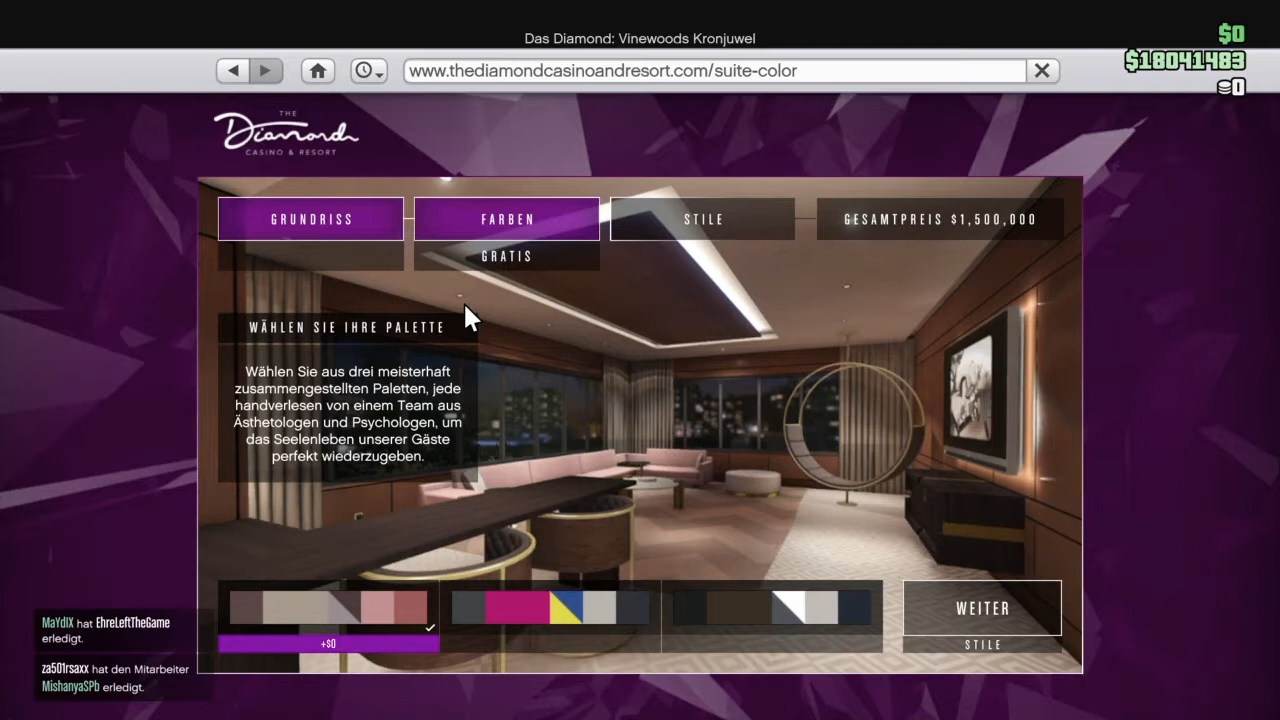 Das Diamond: Vinewoods Kronjuwel
$0
$18041483
1
www.thediamondcasinoandresort.com/suite-color
THE
Diamond
CASINO & RESORT
GRUNDRISS
FARBEN
STILE
GESAMTPREIS $1,500,000
GRATIS
WÄHLEN SIE IHRE PALETTE
Wählen Sie aus drei meisterhaft
zusammengestellten Paletten, jede
handverlesen von einem Team aus
Ästhetologen und Psychologen, um
das Seelenleben unserer Gäste
perfekt wiederzugeben.
+$0
WEITER
STILE
MaYdIX hat EhreLeftTheGame
erledigt.
za501rsaxx hat den Mitarbeiter
MishanyaSPb erledigt.